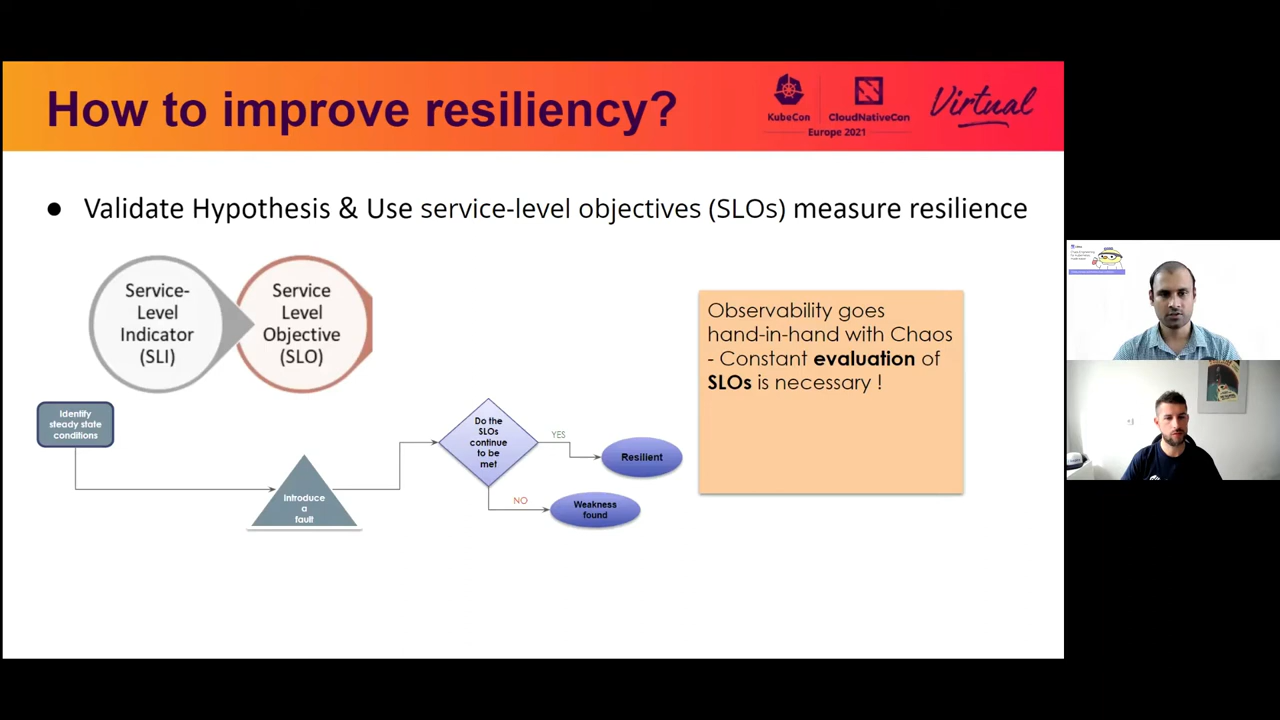 How to improve resiliency?
KubeCon
CloudNativeCon
Europe 2021
Virtual
● Validate Hypothesis & Use service-level objectives (SLOs) measure resilience
Service-
Level
Indicator
(SLI)
Service
Level
Objective
(SLO)
Observability goes
hand-in-hand with Chaos
- Constant evaluation of
SLOs is necessary !
Identify
steady state
conditions
Introduce
a
fault
Do the
SLOs
continue
to be
met
YES
Resilient
NO
Weakness
found